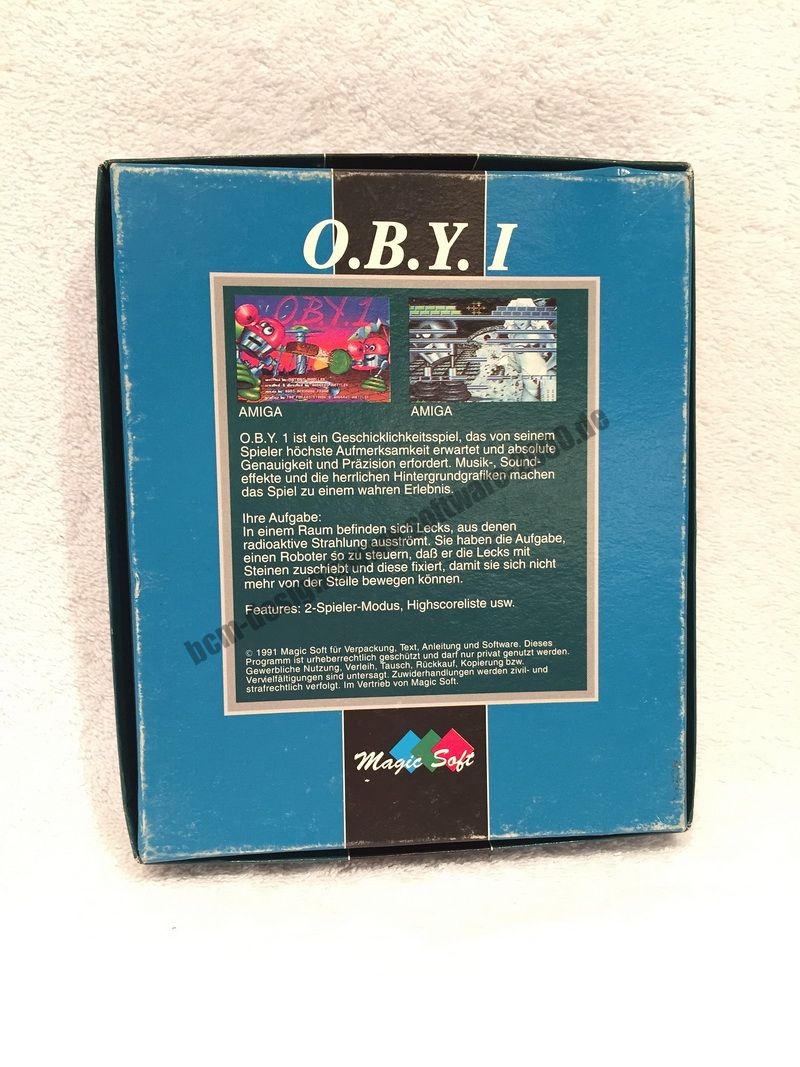 O.B.Y. I
O.B.Y.1
AMIGA
AMIGA
O.B.Y. 1 ist ein Geschicklichkeitsspiel, das von seinem
Spieler höchste Aufmerksamkeit erwartet und absolute
Genauigkeit und Präzision erfordert. Musik-, Sound-
effekte und die herrlichen Hintergrundgrafiken machen
das Spiel zu einem wahren Erlebnis.
Ihre Aufgabe:
In einem Raum befinden sich Lecks, aus denen
radioaktive Strahlung ausströmt. Sie haben die Aufgabe,
einen Roboter so zu steuern, daß er die Lecks mit
Steinen zuschiebt und diese fixiert, damit sie sich nicht
mehr von der Stelle bewegen können.
Features: 2-Spieler-Modus, Highscoreliste usw.
© 1991 Magic Soft für Verpackung, Text, Anleitung und Software. Dieses
Programm ist urheberrechtlich geschützt und darf nur privat genutzt werden.
Gewerbliche Nutzung, Verleih, Tausch, Rückkauf, Kopierung bzw.
Vervielfältigungen sind untersagt. Zuwiderhandlungen werden zivil- und
strafrechtlich verfolgt. Im Vertrieb von Magic Soft.
Magic Soft